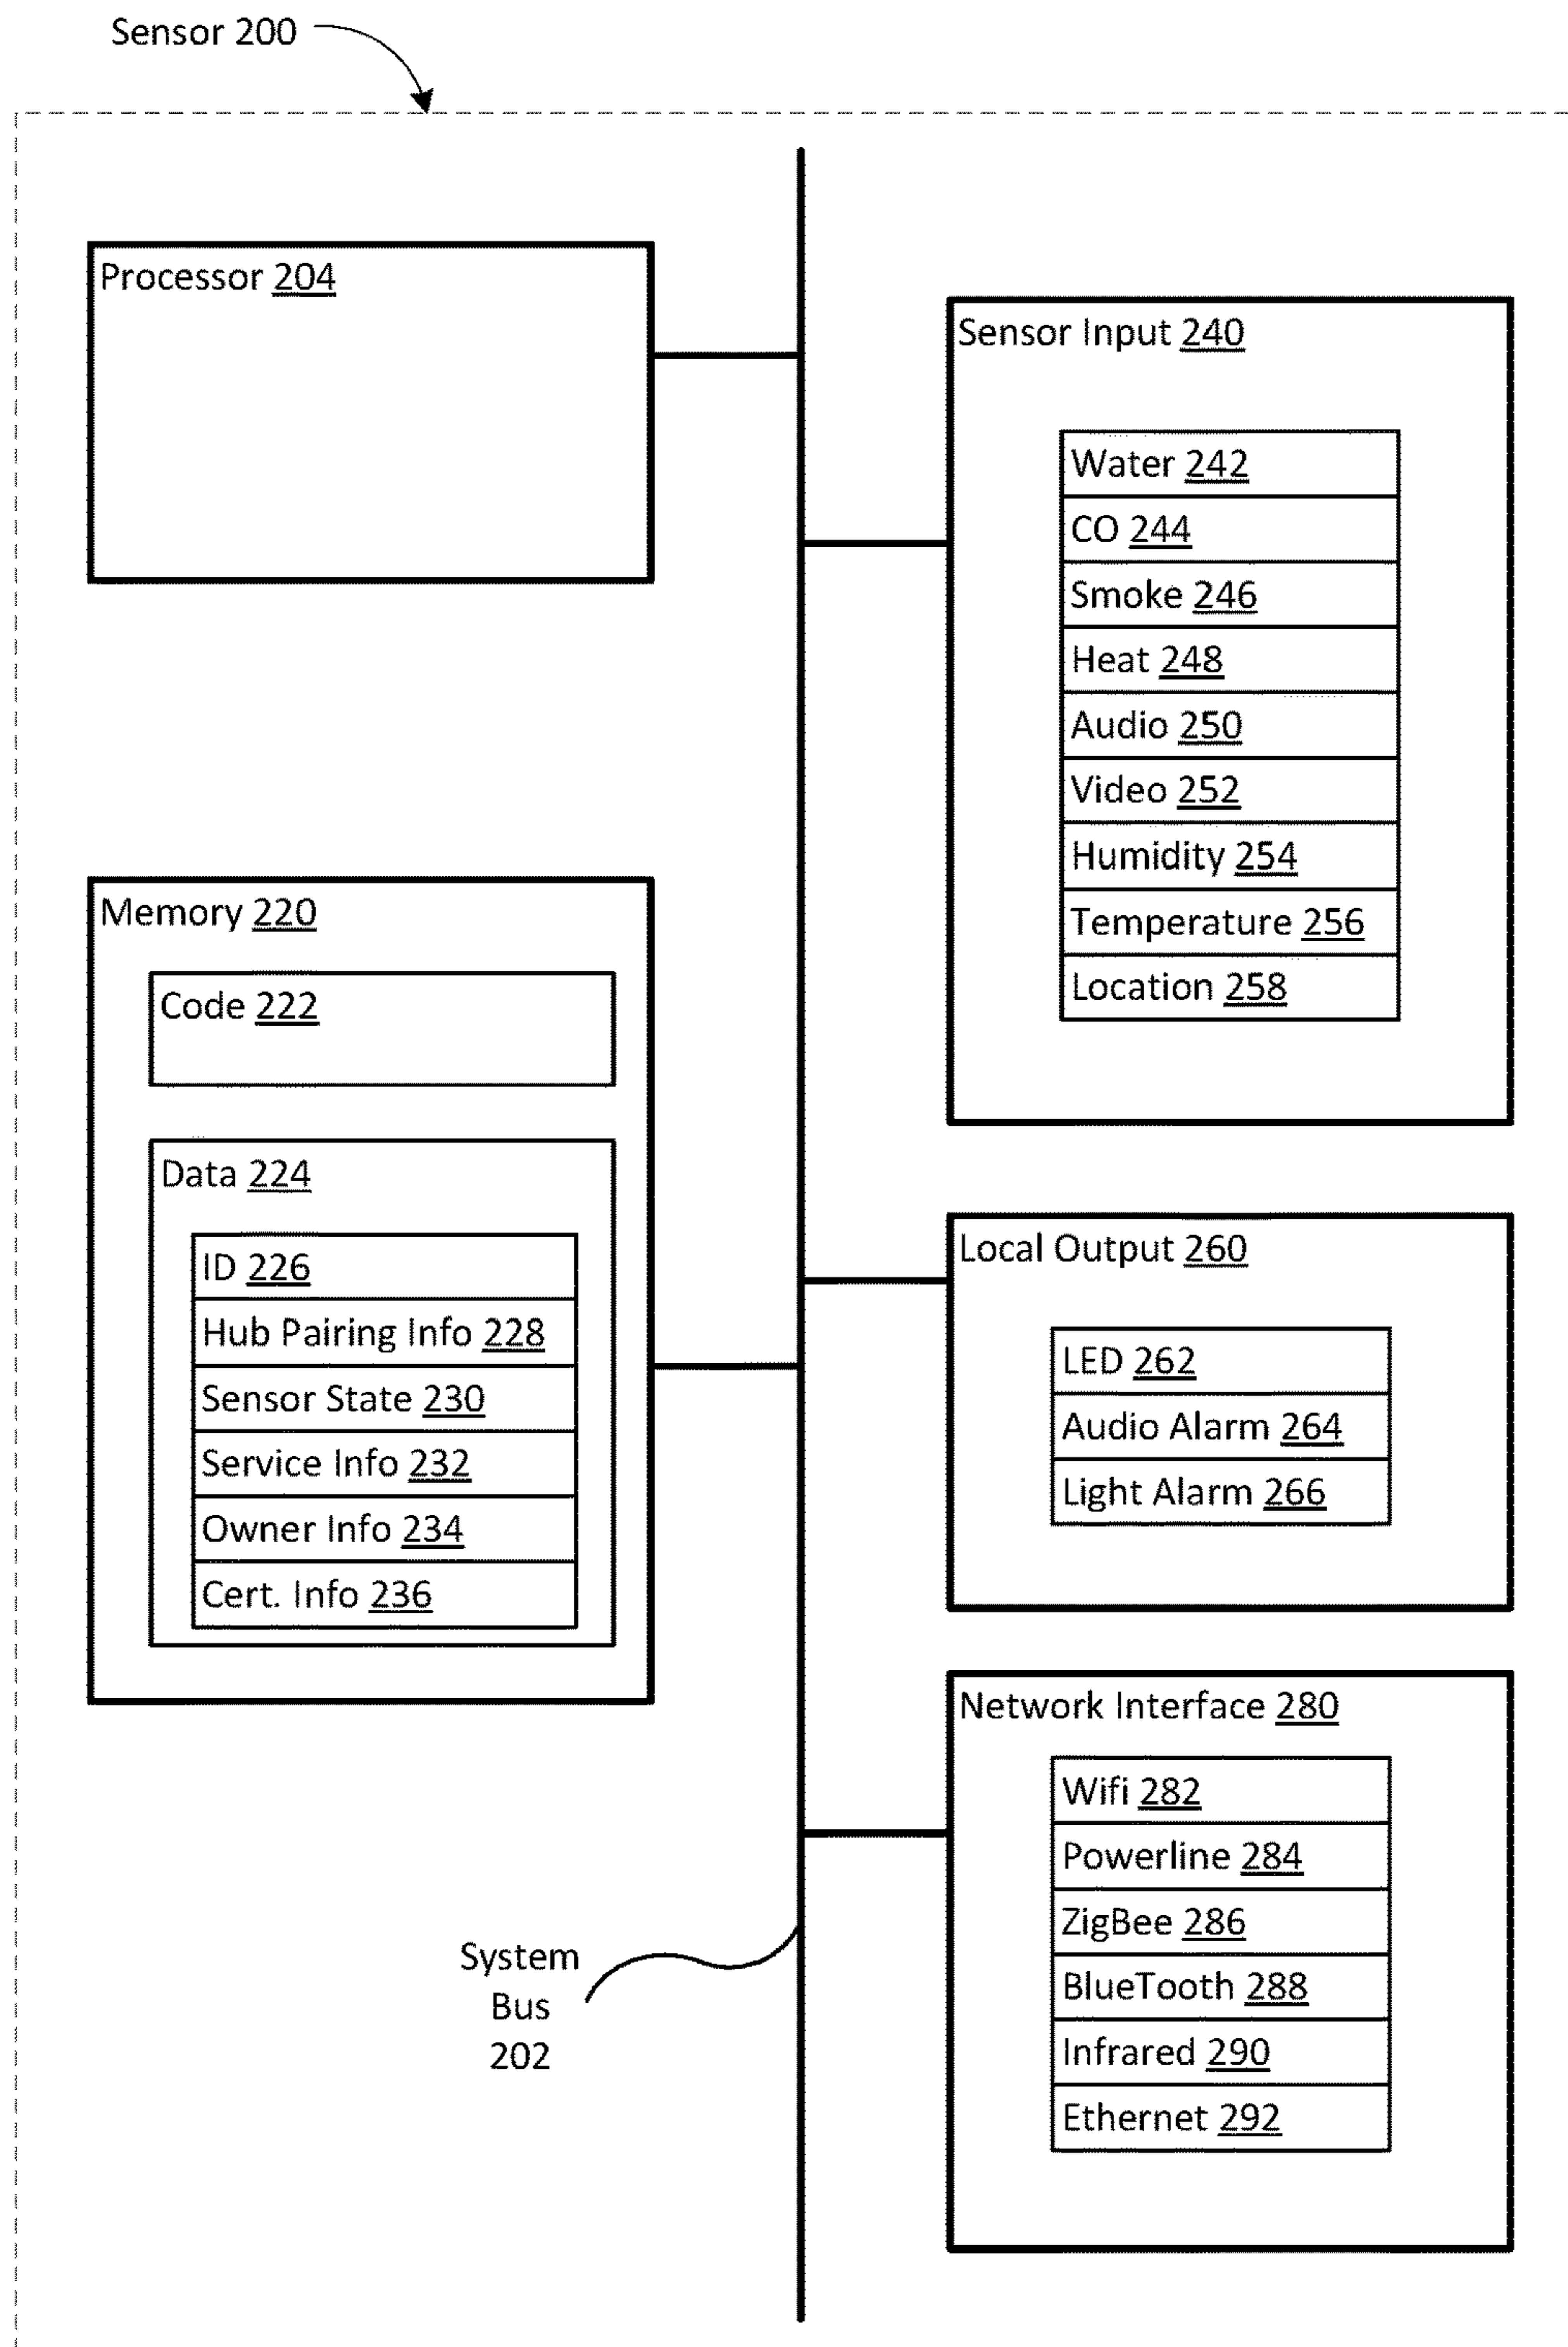 Sensor 200
Processor 204
Memory 220
Code 222
Data 224
ID 226
Hub Pairing Info 228
Sensor State 230
Service Info 232
Owner Info 234
Cert. Info 236
System
Bus
202
Sensor Input 240
Water 242
CO 244
Smoke 246
Heat 248
Audio 250
Video 252
Humidity 254
Temperature 256
Location 258
Local Output 260
LED 262
Audio Alarm 264
Light Alarm 266
Network Interface 280
Wifi 282
Powerline 284
ZigBee 286
BlueTooth 288
Infrared 290
Ethernet 292